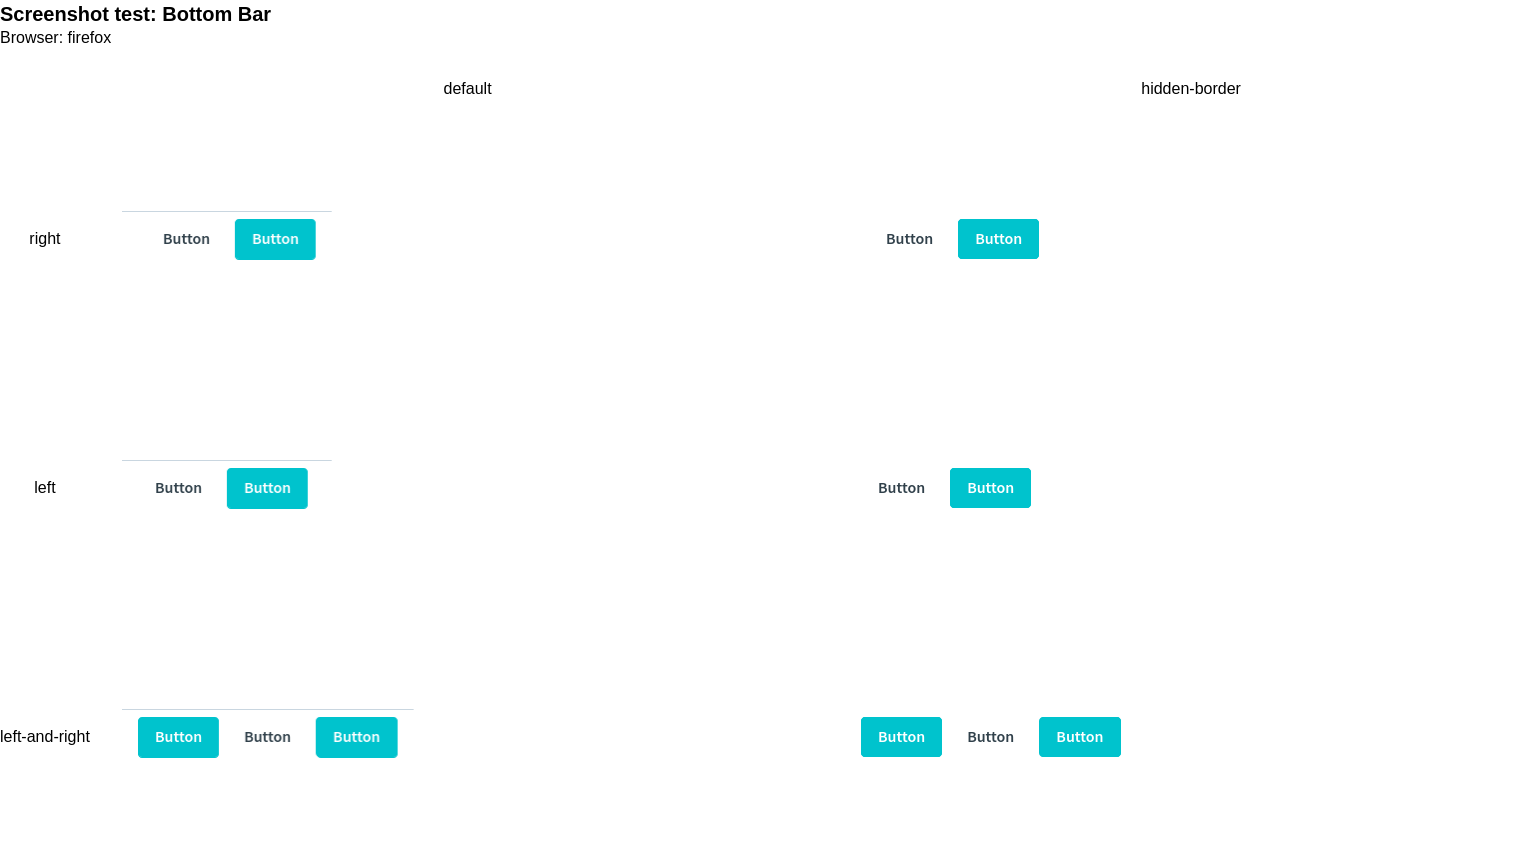 Screenshot test: Bottom Bar
Browser: firefox
default hidden-border
right Button Button Button Button
left Button Button Button Button
left-and-right Button Button Button Button Button Button